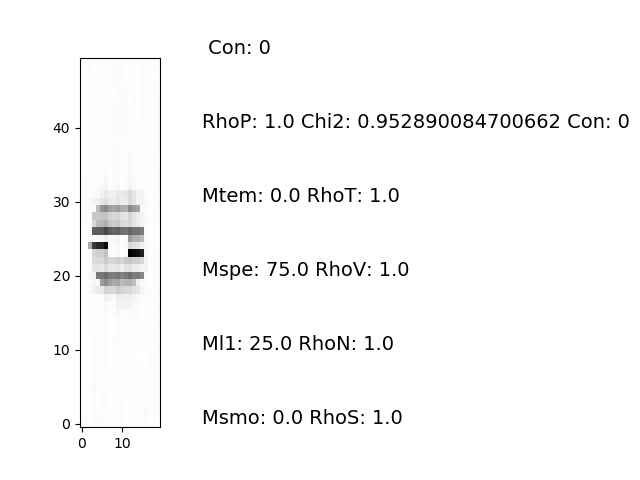 Con: 0
RhoP: 1.0 Chi2: 0.952890084700662 Con: 0
Mtem: 0.0 RhoT: 1.0
Mspe: 75.0 RhoV: 1.0
Ml1: 25.0 RhoN: 1.0
Msmo: 0.0 RhoS: 1.0
40
30
20
10
0
0 10